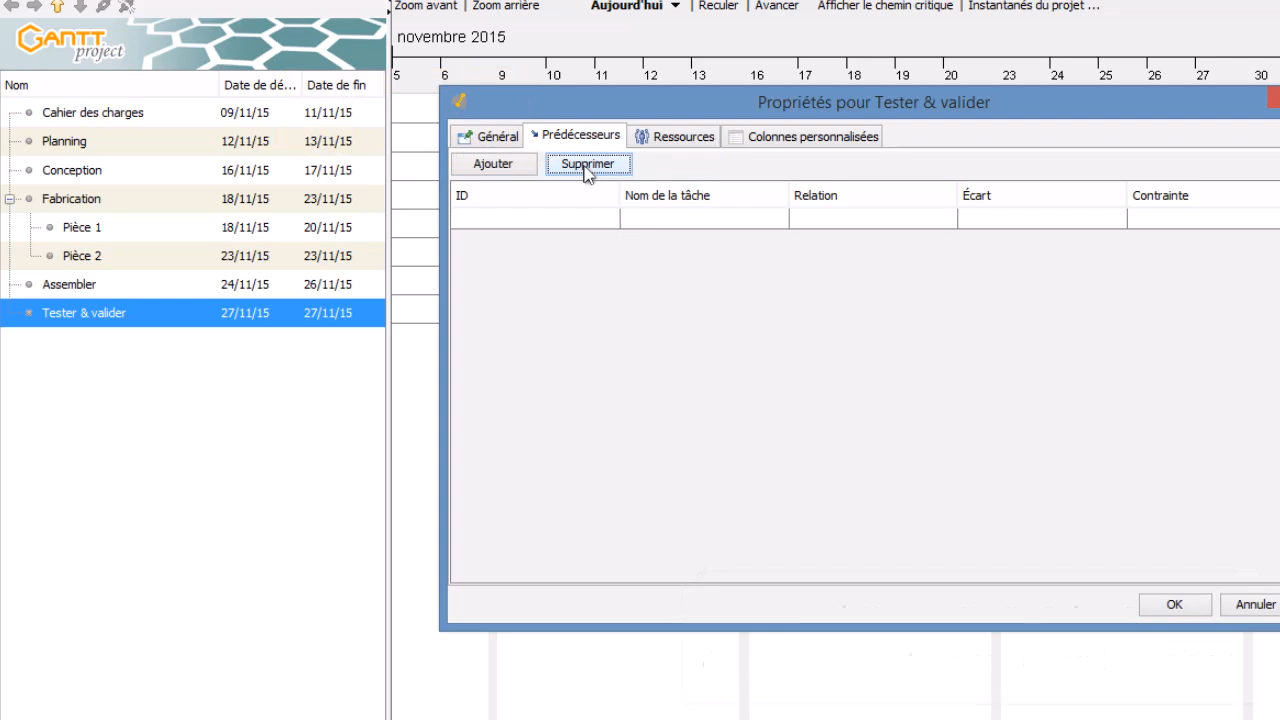 Zoom avant | Zoom arrière Aujourd'hui | Reculer | Avancer Afficher le chemin critique | Instantanés du projet ...
GANTT
project
novembre 2015
5 6 9 10 11 12 13 16 17 18 19 20 23 24 25 26 27 30
Nom Date de dé... Date de fin
Cahier des charges 09/11/15 11/11/15
Planning 12/11/15 13/11/15
Conception 16/11/15 17/11/15
Fabrication 18/11/15 23/11/15
Pièce 1 18/11/15 20/11/15
Pièce 2 23/11/15 23/11/15
Assembler 24/11/15 26/11/15
Tester & valider 27/11/15 27/11/15
Propriétés pour Tester & valider
Général Prédécesseurs Ressources Colonnes personnalisées
Ajouter Supprimer
ID Nom de la tâche Relation Écart Contrainte
OK Annuler